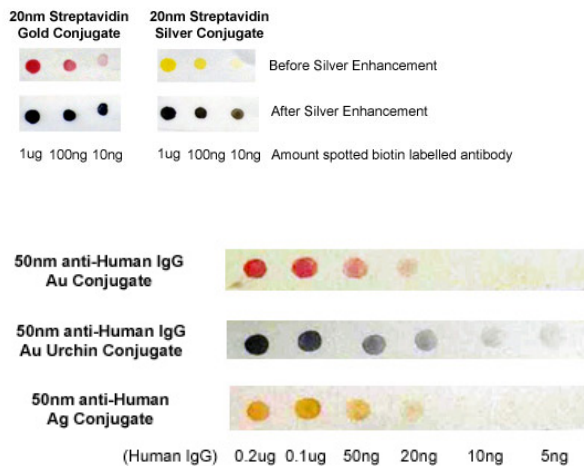 20nm Streptavidin Gold Conjugate
20nm Streptavidin Silver Conjugate
Before Silver Enhancement
After Silver Enhancement
1ug 100ng 10ng 1ug 100ng 10ng Amount spotted biotin labelled antibody
50nm anti-Human IgG
Au Conjugate
50nm anti-Human IgG
Au Urchin Conjugate
50nm anti-Human
Ag Conjugate
(Human IgG) 0.2ug 0.1ug 50ng 20ng 10ng 5ng